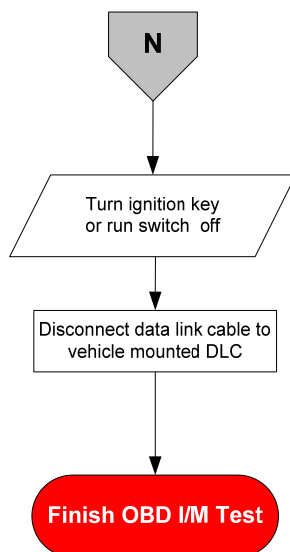 N
Turn ignition key
or run switch off
Disconnect data link cable to
vehicle mounted DLC
Finish OBD I/M Test